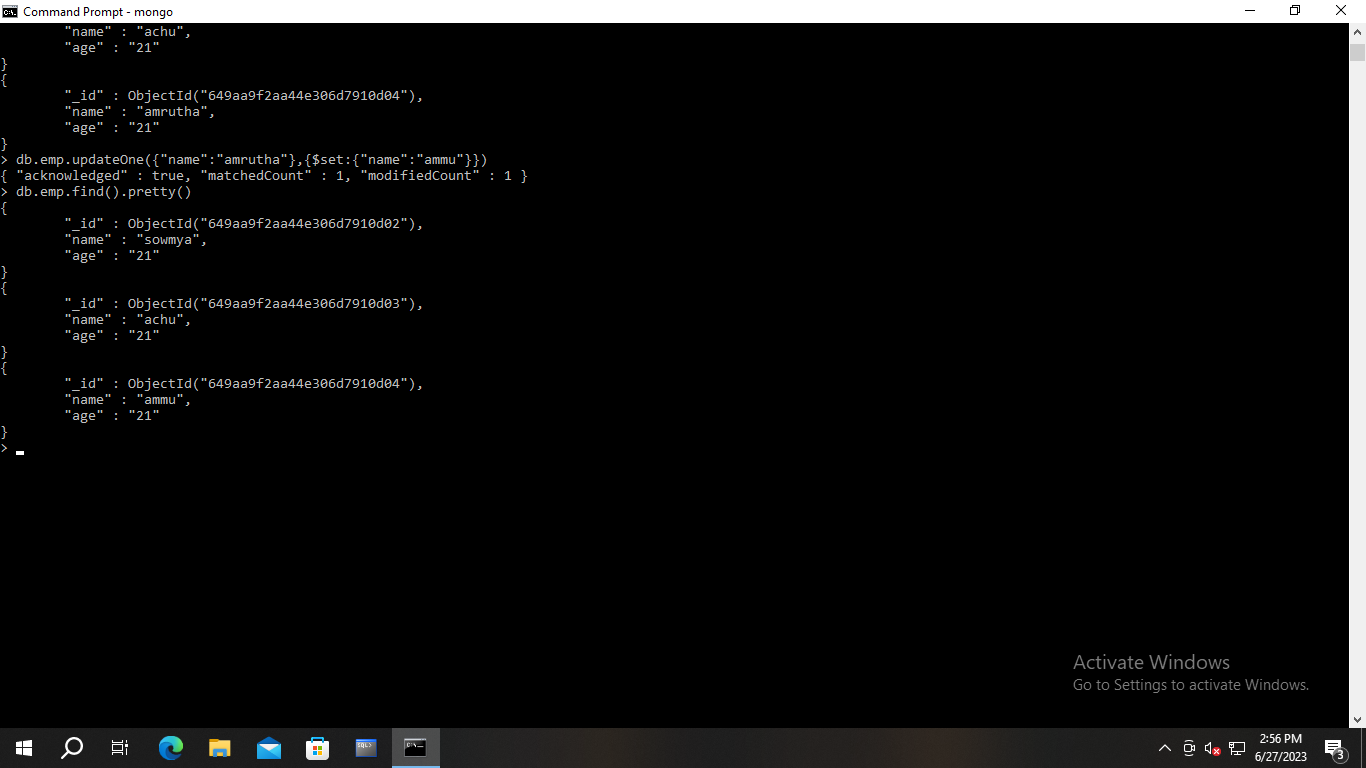 Command Prompt - mongo
"name" : "achu",
"age" : "21"
}
{
"_id" : ObjectId("649aa9f2aa44e306d7910d04"),
"name" : "amrutha",
"age" : "21"
}
> db.emp.updateOne({"name":"amrutha"},{$set:{"name":"ammu"}})
{ "acknowledged" : true, "matchedCount" : 1, "modifiedCount" : 1 }
> db.emp.find().pretty()
{
"_id" : ObjectId("649aa9f2aa44e306d7910d02"),
"name" : "sowmya",
"age" : "21"
}
{
"_id" : ObjectId("649aa9f2aa44e306d7910d03"),
"name" : "achu",
"age" : "21"
}
{
"_id" : ObjectId("649aa9f2aa44e306d7910d04"),
"name" : "ammu",
"age" : "21"
}
>
Activate Windows
Go to Settings to activate Windows.
2:56 PM
6/27/2023
3